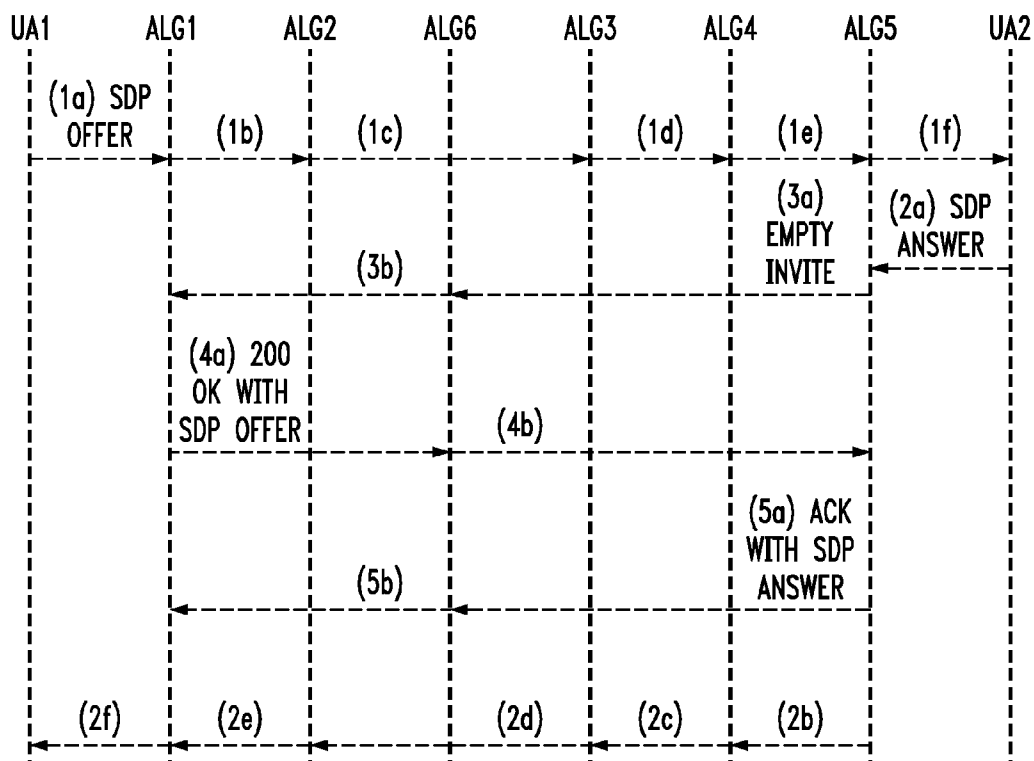 UA1 ALG1 ALG2 ALG6 ALG3 ALG4 ALG5 UA2
(1a) SDP
OFFER
(1b)
(1c)
(1d)
(1e)
(1f)
(3a)
EMPTY
INVITE
(2a) SDP
ANSWER
(3b)
(4a) 200
OK WITH
SDP OFFER
(4b)
(5a) ACK
WITH SDP
ANSWER
(5b)
(2f)
(2e)
(2d)
(2c)
(2b)